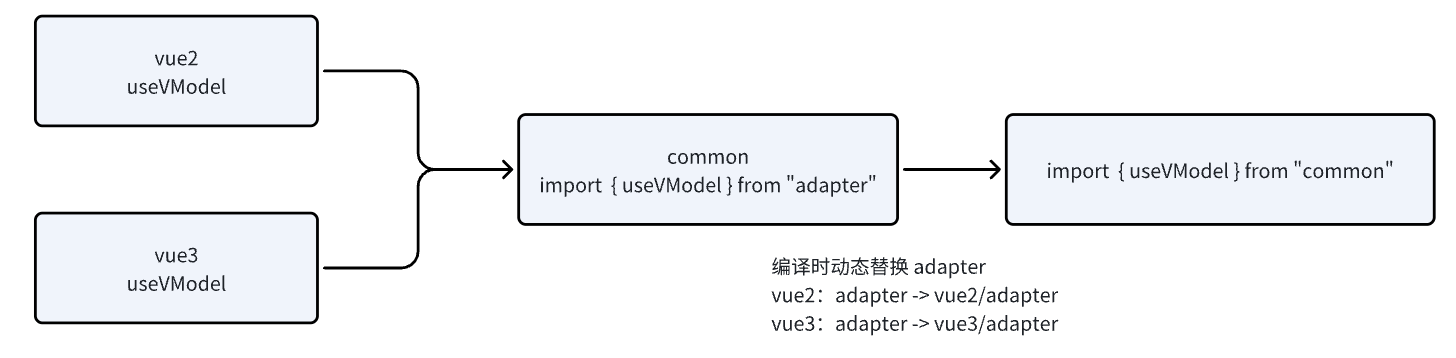 vue2
useVModel
vue3
useVModel
common
import { useVModel } from "adapter"
import { useVModel } from "common"
编译时动态替换 adapter
vue2：adapter -> vue2/adapter
vue3：adapter -> vue3/adapter